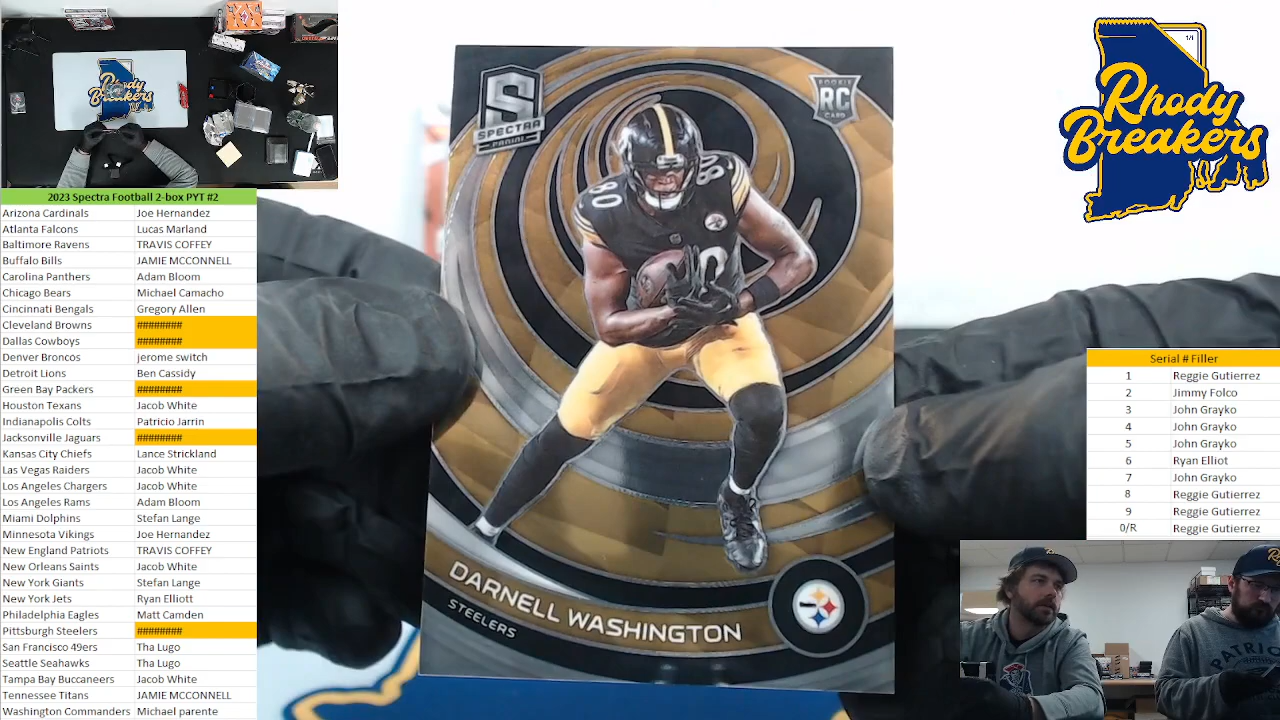 Rhody
Breakers
2023 Spectra Football 2-box PYT #2
Arizona Cardinals Joe Hernandez
Atlanta Falcons Lucas Marland
Baltimore Ravens TRAVIS COFFEY
Buffalo Bills JAMIE MCCONNELL
Carolina Panthers Adam Bloom
Chicago Bears Michael Camacho
Cincinnati Bengals Gregory Allen
Cleveland Browns ########
Dallas Cowboys ########
Denver Broncos jerome switch
Detroit Lions Ben Cassidy
Green Bay Packers ########
Houston Texans Jacob White
Indianapolis Colts Patricio Jarrin
Jacksonville Jaguars ########
Kansas City Chiefs Lance Strickland
Las Vegas Raiders Jacob White
Los Angeles Chargers Jacob White
Los Angeles Rams Adam Bloom
Miami Dolphins Stefan Lange
Minnesota Vikings Joe Hernandez
New England Patriots TRAVIS COFFEY
New Orleans Saints Jacob White
New York Giants Stefan Lange
New York Jets Ryan Elliott
Philadelphia Eagles Matt Camden
Pittsburgh Steelers ########
San Francisco 49ers Tha Lugo
Seattle Seahawks Tha Lugo
Tampa Bay Buccaneers Jacob White
Tennessee Titans JAMIE MCCONNELL
Washington Commanders Michael parente
S
SPECTRA
PANINI
ROOKIE
RC
CARD
80
80
80
DARNELL WASHINGTON
STEELERS
1/1
Rhody
Breakers
Serial # Filler
1 Reggie Gutierrez
2 Jimmy Folco
3 John Grayko
4 John Grayko
5 John Grayko
6 Ryan Elliot
7 John Grayko
8 Reggie Gutierrez
9 Reggie Gutierrez
0/R Reggie Gutierrez
PATRIO